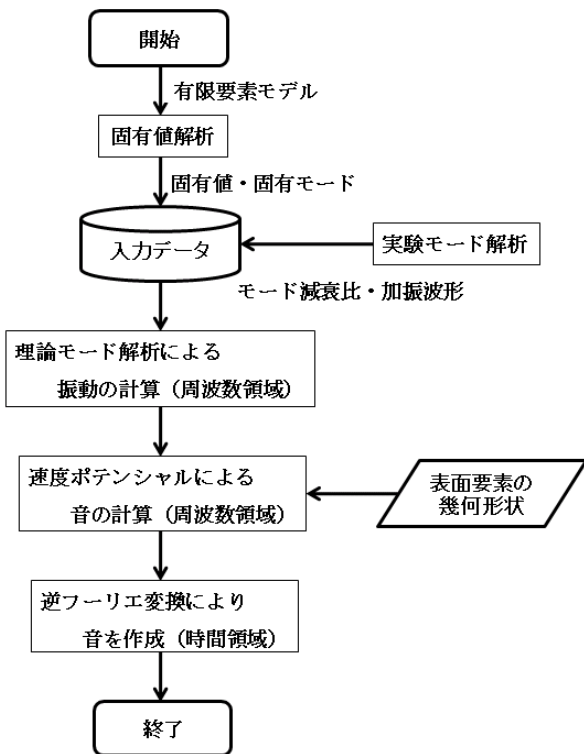 開始
有限要素モデル
固有値解析
固有値・固有モード
入力データ
実験モード解析
モード減衰比・加振波形
理論モード解析による
振動の計算（周波数領域）
速度ポテンシャルによる
音の計算（周波数領域）
表面要素の
幾何形状
逆フーリエ変換により
音を作成（時間領域）
終了